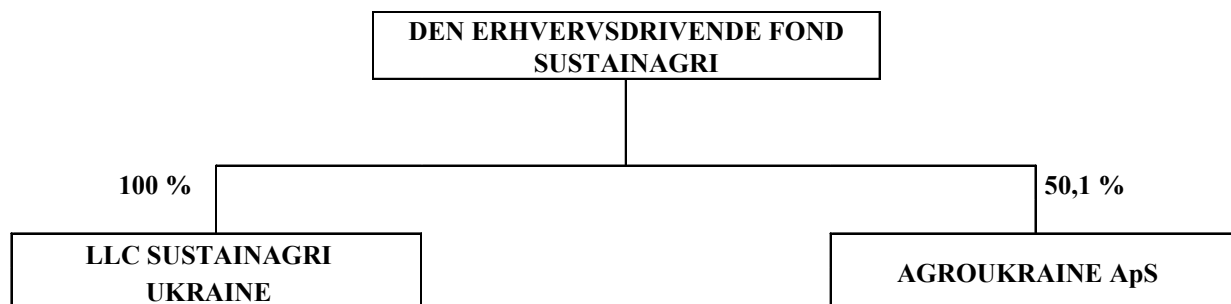 DEN ERHVERVSDRIVENDE FOND
SUSTAINAGRI
100 %
50,1 %
LLC SUSTAINAGRI
UKRAINE
AGROUKRAINE ApS